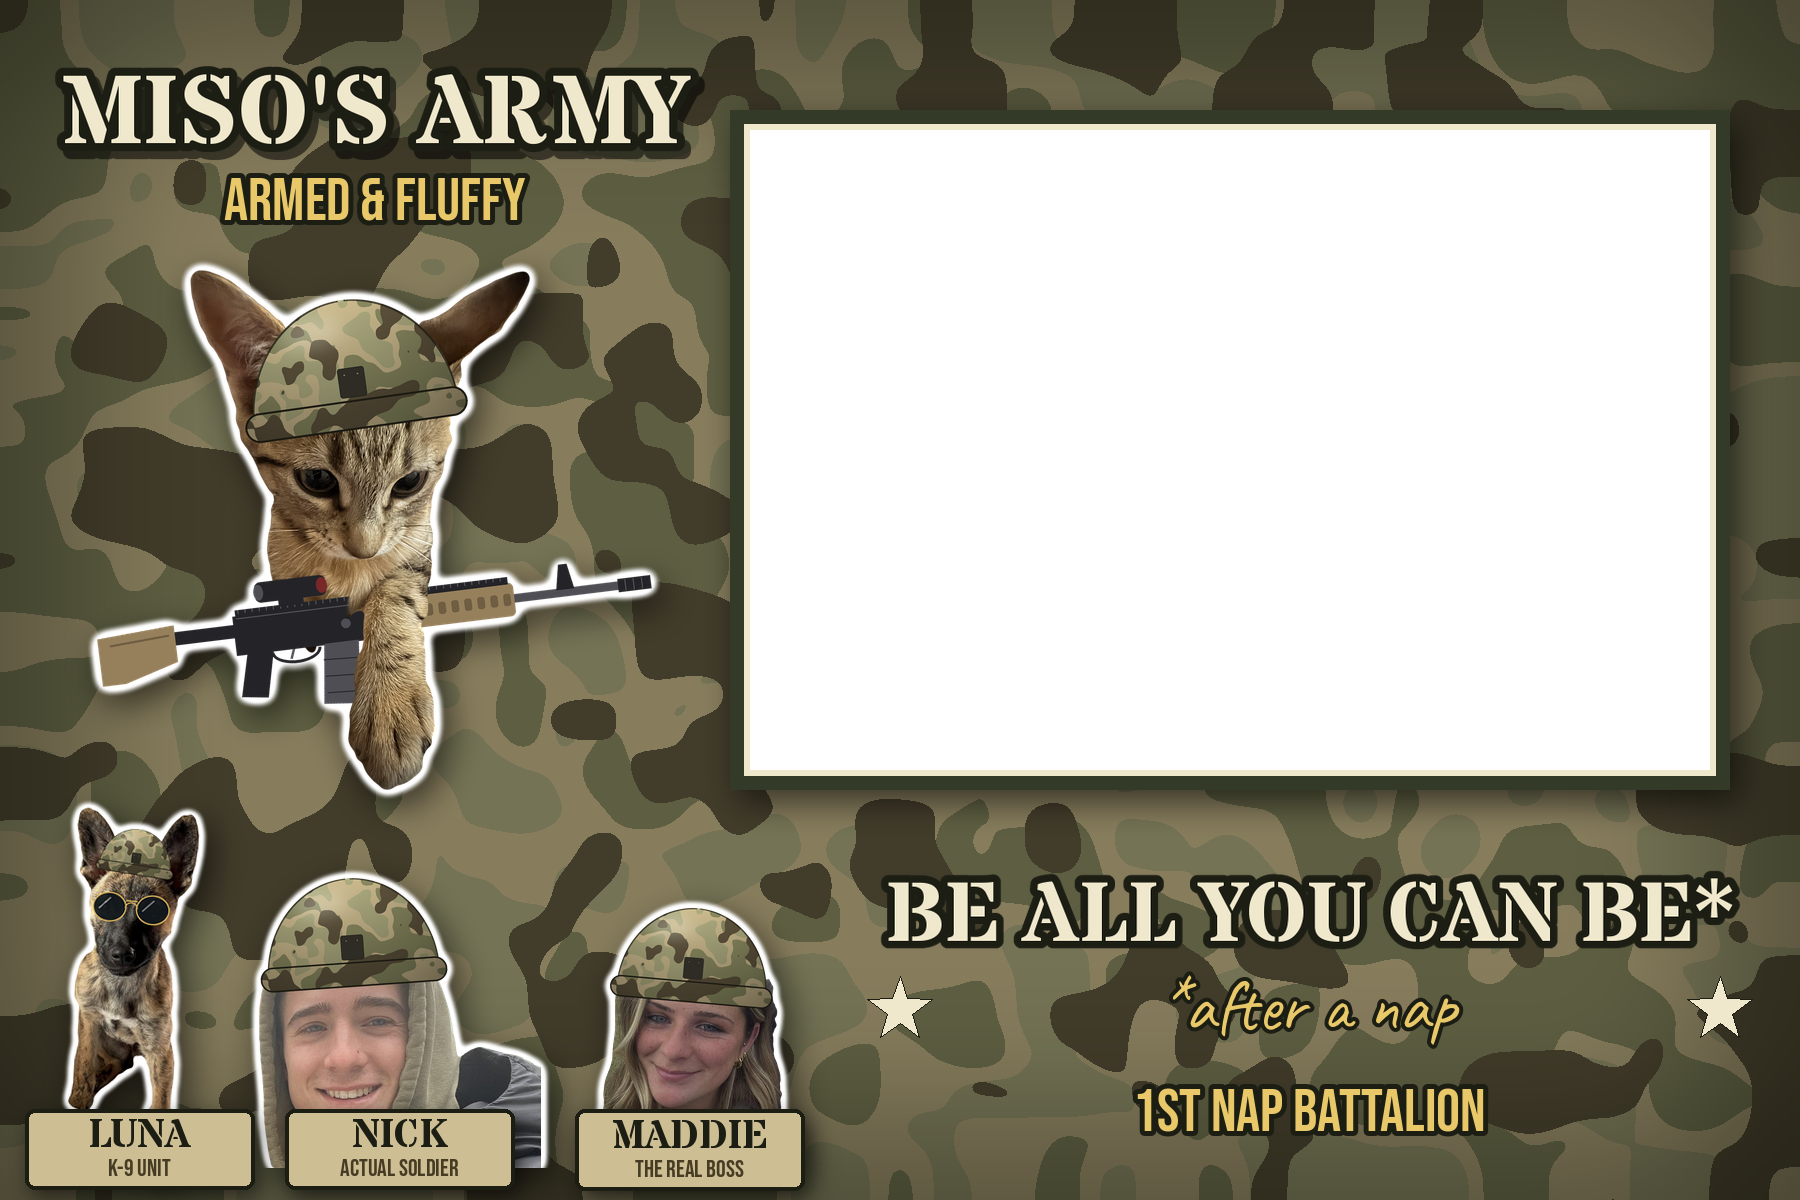 MISO'S ARMY
ARMED & FLUFFY
BE ALL YOU CAN BE*
*after a nap
1ST NAP BATTALION
LUNA
K-9 UNIT
NICK
ACTUAL SOLDIER
MADDIE
THE REAL BOSS